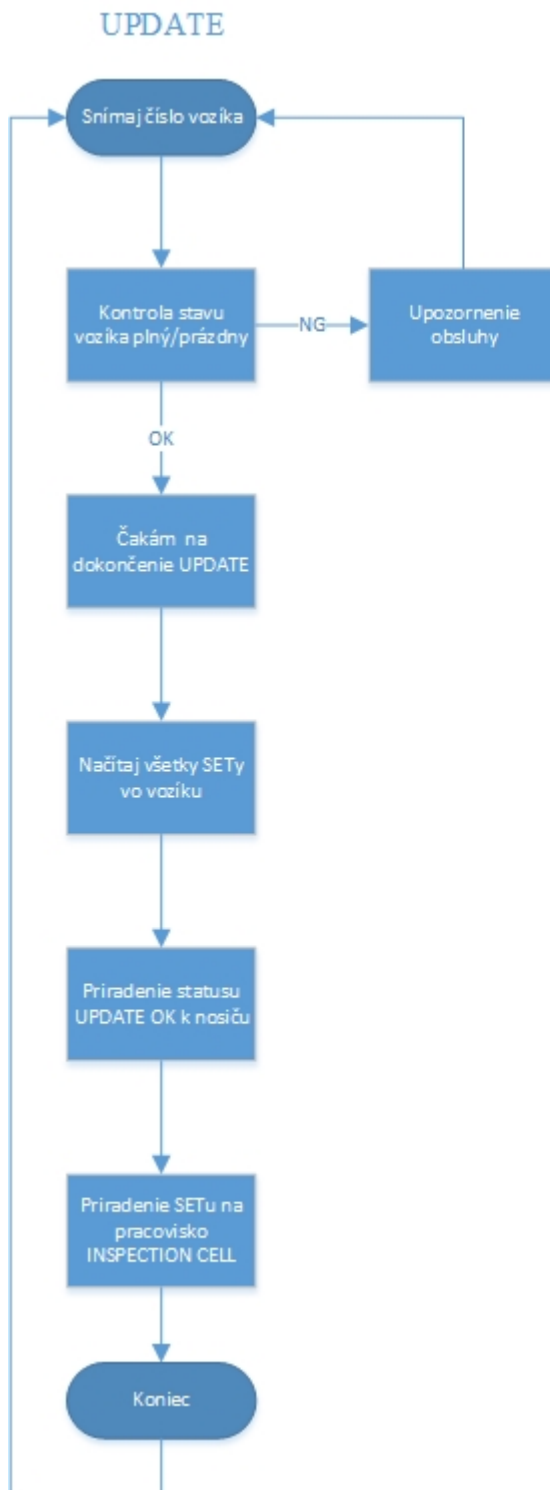 UPDATE
Snímaj číslo vozíka
Kontrola stavu
vozíka plný/prázdny
NG
Upozornenie
obsluhy
OK
Čakám na
dokončenie UPDATE
Načítaj všetky SETy
vo vozíku
Priradenie statusu
UPDATE OK k nosiču
Priradenie SETu na
pracovisko
INSPECTION CELL
Koniec